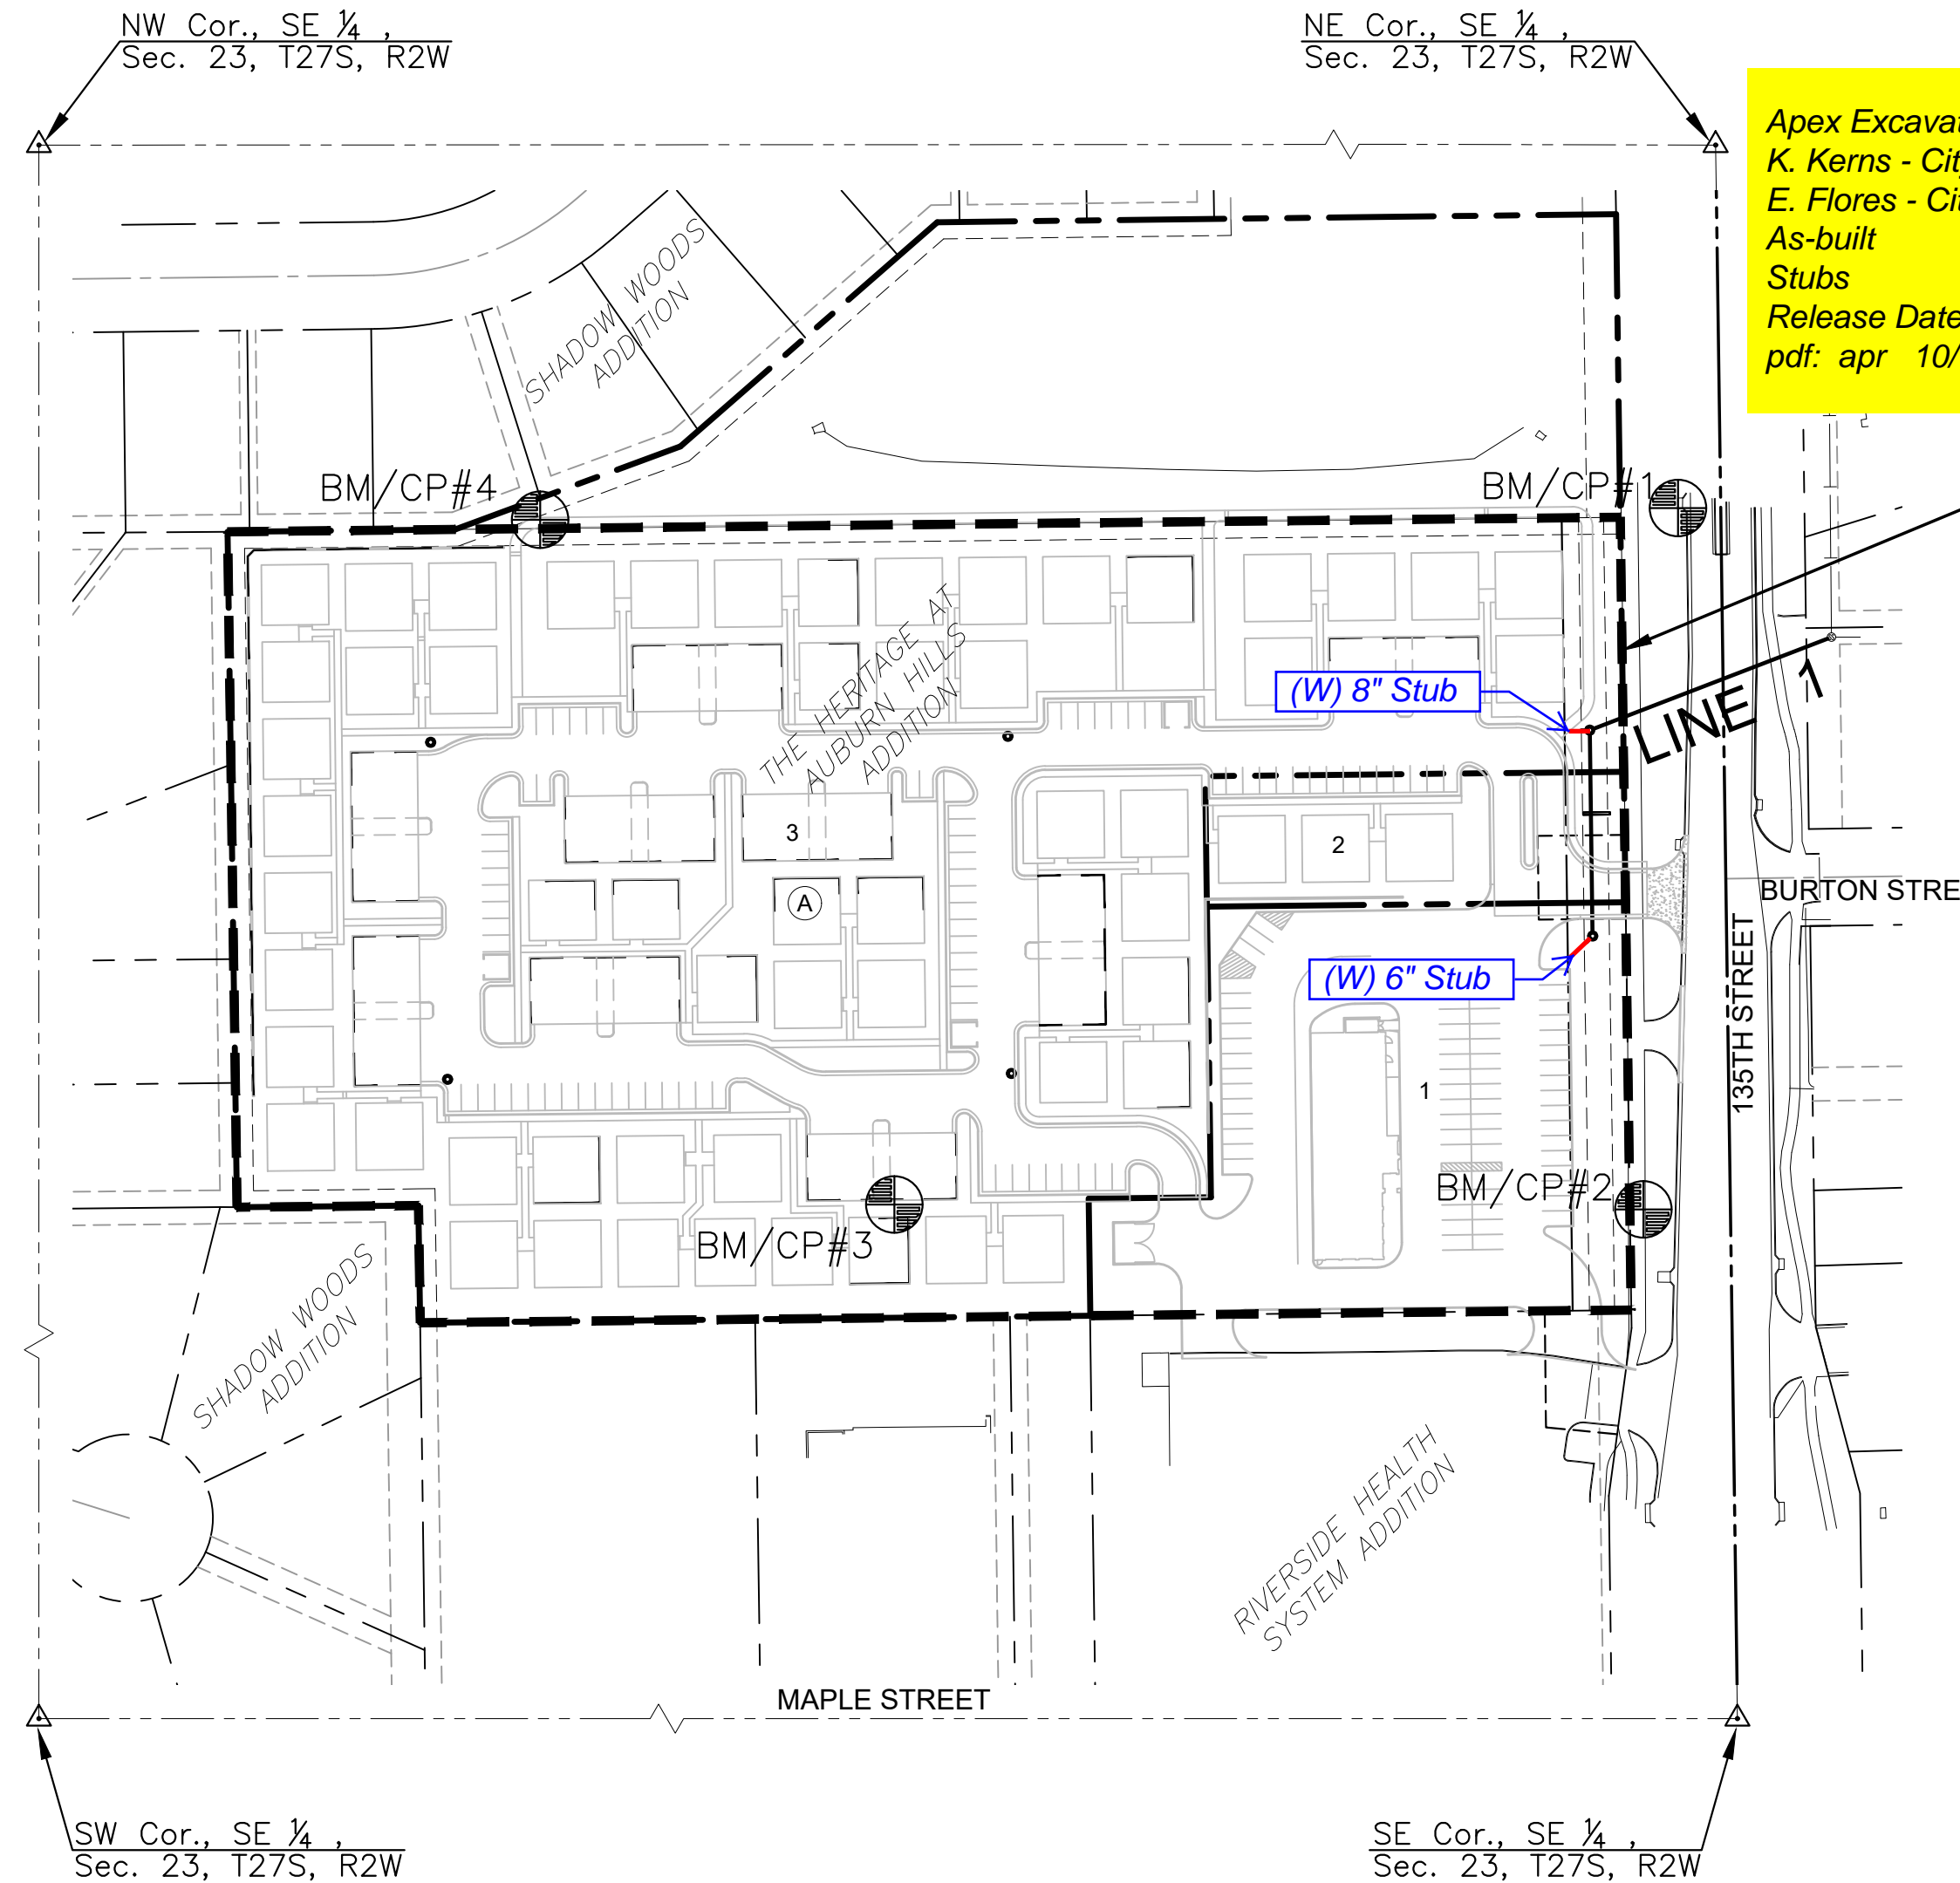 NW Cor., SE ¼ ,
Sec. 23, T27S, R2W
NE Cor., SE ¼ ,
Sec. 23, T27S, R2W
Apex Excavat
K. Kerns - Cit
E. Flores - Cit
As-built
Stubs
Release Date
pdf: apr 10/
SHADOW WOODS
ADDITION
BM/CP#4
BM/CP#1
THE HERITAGE AT
AUBURN HILLS
ADDITION
(W) 8" Stub
LINE 1
3
2
A
BURTON STRE
(W) 6" Stub
135TH STREET
1
BM/CP#2
BM/CP#3
SHADOW WOODS
ADDITION
RIVERSIDE HEALTH
SYSTEM ADDITION
MAPLE STREET
SW Cor., SE ¼ ,
Sec. 23, T27S, R2W
SE Cor., SE ¼ ,
Sec. 23, T27S, R2W